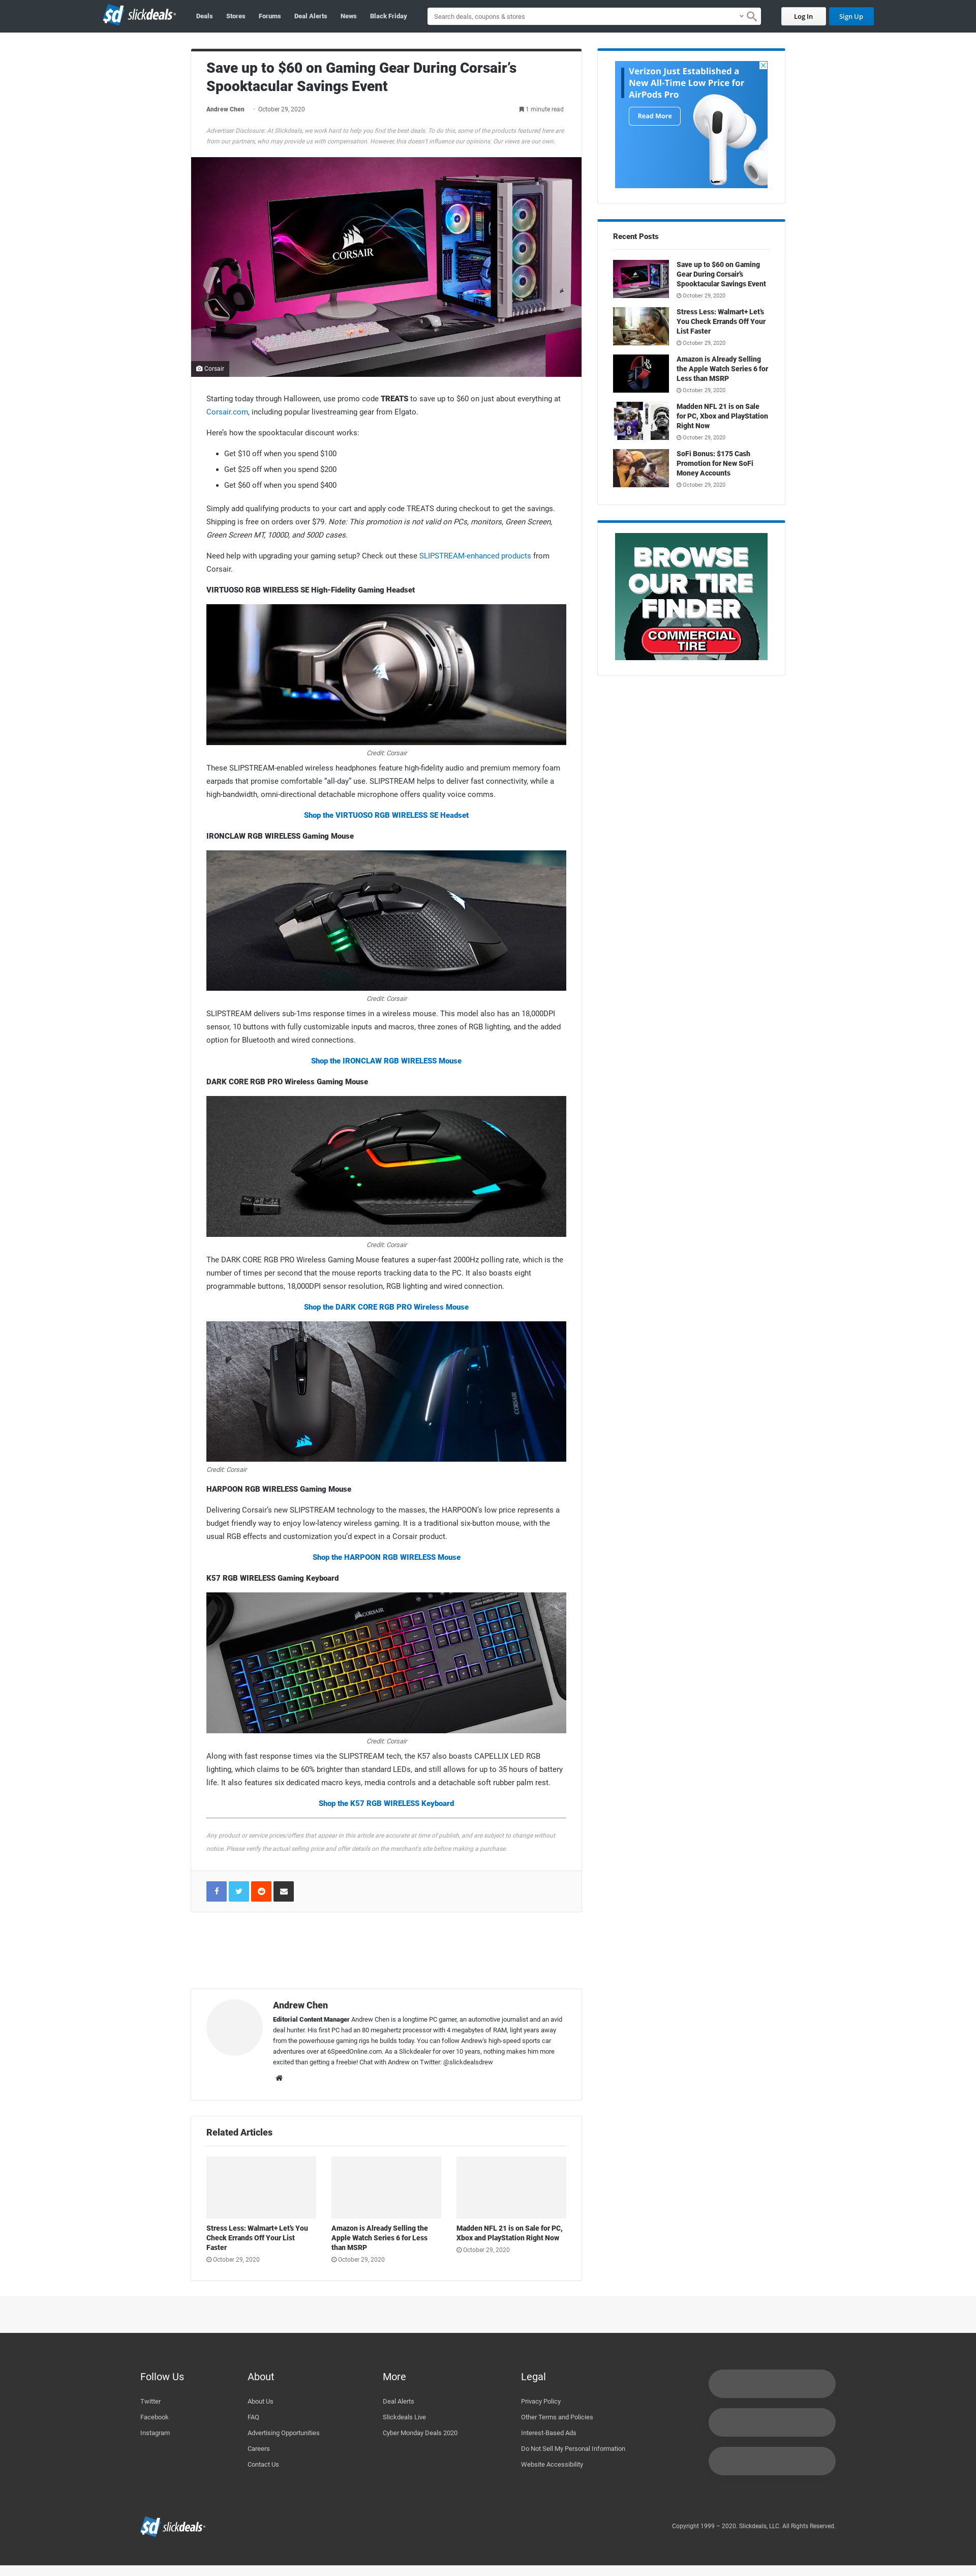 sd slickdeals
Deals
Stores
Forums
Deal Alerts
News
Black Friday
Search deals, coupons & stores
Log In
Sign Up
Save up to $60 on Gaming Gear During Corsair's
Spooktacular Savings Event
Andrew Chen
October 29, 2020
1 minute read
Advertiser Disclosure: At Slickdeals, we work hard to help you find the best deals. To do this, some of the products featured here are
from our partners, who may provide us with compensation. However, this doesn't influence our opinions. Our views are our own.
CORSAIR
Corsair
Starting today through Halloween, use promo code TREATS to save up to $60 on just about everything at
Corsair.com, including popular livestreaming gear from Elgato.
Here's how the spooktacular discount works:
• Get $10 off when you spend $100
• Get $25 off when you spend $200
• Get $60 off when you spend $400
Simply add qualifying products to your cart and apply code TREATS during checkout to get the savings.
Shipping is free on orders over $79. Note: This promotion is not valid on PCs, monitors, Green Screen,
Green Screen MT, 1000D, and 500D cases.
Need help with upgrading your gaming setup? Check out these SLIPSTREAM-enhanced products from
Corsair.
VIRTUOSO RGB WIRELESS SE High-Fidelity Gaming Headset
Credit: Corsair
These SLIPSTREAM-enabled wireless headphones feature high-fidelity audio and premium memory foam
earpads that promise comfortable "all-day" use. SLIPSTREAM helps to deliver fast connectivity, while a
high-bandwidth, omni-directional detachable microphone offers quality voice comms.
Shop the VIRTUOSO RGB WIRELESS SE Headset
IRONCLAW RGB WIRELESS Gaming Mouse
Credit: Corsair
SLIPSTREAM delivers sub-1ms response times in a wireless mouse. This model also has an 18,000DPI
sensor, 10 buttons with fully customizable inputs and macros, three zones of RGB lighting, and the added
option for Bluetooth and wired connections.
Shop the IRONCLAW RGB WIRELESS Mouse
DARK CORE RGB PRO Wireless Gaming Mouse
Credit: Corsair
The DARK CORE RGB PRO Wireless Gaming Mouse features a super-fast 2000Hz polling rate, which is the
number of times per second that the mouse reports tracking data to the PC. It also boasts eight
programmable buttons, 18,000DPI sensor resolution, RGB lighting and wired connection.
Shop the DARK CORE RGB PRO Wireless Mouse
CORSAIR
Credit: Corsair
HARPOON RGB WIRELESS Gaming Mouse
Delivering Corsair's new SLIPSTREAM technology to the masses, the HARPOON's low price represents a
budget friendly way to enjoy low-latency wireless gaming. It is a traditional six-button mouse, with the
usual RGB effects and customization you'd expect in a Corsair product.
Shop the HARPOON RGB WIRELESS Mouse
K57 RGB WIRELESS Gaming Keyboard
CORSAIR
Credit: Corsair
Along with fast response times via the SLIPSTREAM tech, the K57 also boasts CAPELLIX LED RGB
lighting, which claims to be 60% brighter than standard LEDs, and still allows for up to 35 hours of battery
life. It also features six dedicated macro keys, media controls and a detachable soft rubber palm rest.
Shop the K57 RGB WIRELESS Keyboard
Any product or service prices/offers that appear in this article are accurate at time of publish, and are subject to change without
notice. Please verify the actual selling price and offer details on the merchant's site before making a purchase.
Andrew Chen
Editorial Content Manager Andrew Chen is a longtime PC gamer, an automotive journalist and an avid
deal hunter. His first PC had an 80 megahertz processor with 4 megabytes of RAM, light years away
from the powerhouse gaming rigs he builds today. You can follow Andrew's high-speed sports car
adventures over at 6SpeedOnline.com. As a Slickdealer for over 10 years, nothing makes him more
excited than getting a freebie! Chat with Andrew on Twitter: @slickdealsdrew
Related Articles
Stress Less: Walmart+ Let's You
Check Errands Off Your List
Faster
October 29, 2020
Amazon is Already Selling the
Apple Watch Series 6 for Less
than MSRP
October 29, 2020
Madden NFL 21 is on Sale for PC,
Xbox and PlayStation Right Now
October 29, 2020
Verizon Just Established a
New All-Time Low Price for
AirPods Pro
Read More
Recent Posts
Save up to $60 on Gaming
Gear During Corsair's
Spooktacular Savings Event
October 29, 2020
Stress Less: Walmart+ Let's
You Check Errands Off Your
List Faster
October 29, 2020
Amazon is Already Selling
the Apple Watch Series 6 for
Less than MSRP
October 29, 2020
Madden NFL 21 is on Sale
for PC, Xbox and PlayStation
Right Now
October 29, 2020
SoFi Bonus: $175 Cash
Promotion for New SoFi
Money Accounts
October 29, 2020
BROWSE
OUR TIRE
FINDER
COMMERCIAL
TIRE
Follow Us
Twitter
Facebook
Instagram
About
About Us
FAQ
Advertising Opportunities
Careers
Contact Us
More
Deal Alerts
Slickdeals Live
Cyber Monday Deals 2020
Legal
Privacy Policy
Other Terms and Policies
Interest-Based Ads
Do Not Sell My Personal Information
Website Accessibility
sd slickdeals
Copyright 1999 – 2020. Slickdeals, LLC. All Rights Reserved.